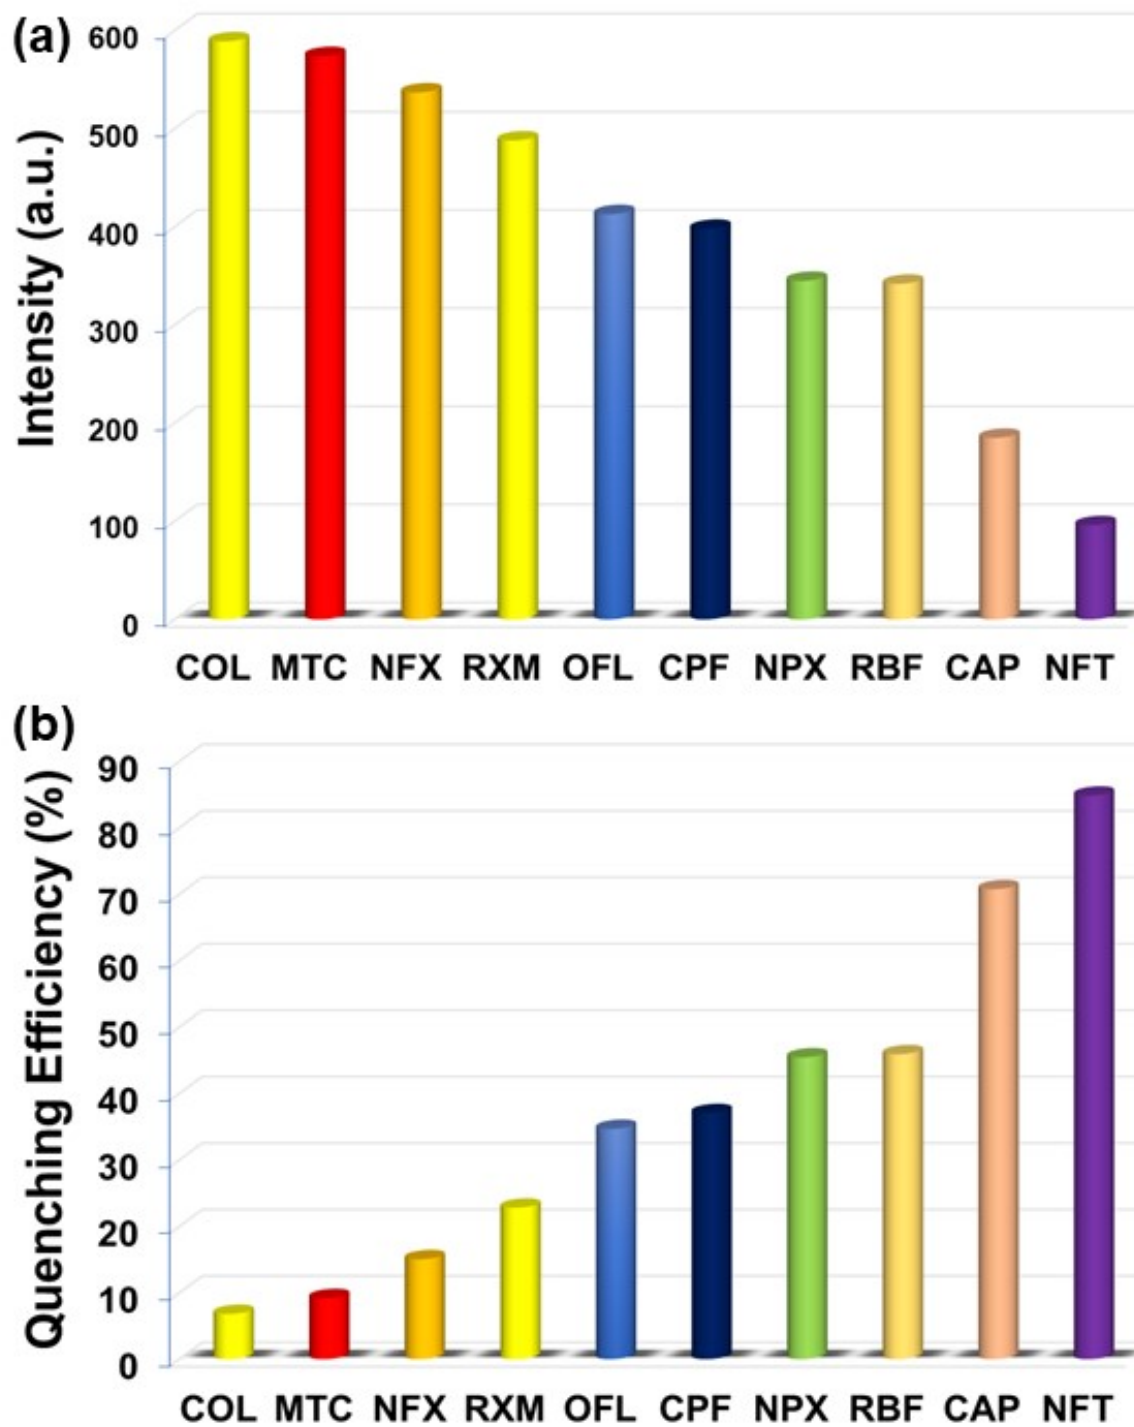 (a)
Intensity (a.u.)
600
500
400
300
200
100
0
COL MTC NFX RXM OFL CPF NPX RBF CAP NFT
(b)
Quenching Efficiency (%)
90
80
70
60
50
40
30
20
10
0
COL MTC NFX RXM OFL CPF NPX RBF CAP NFT